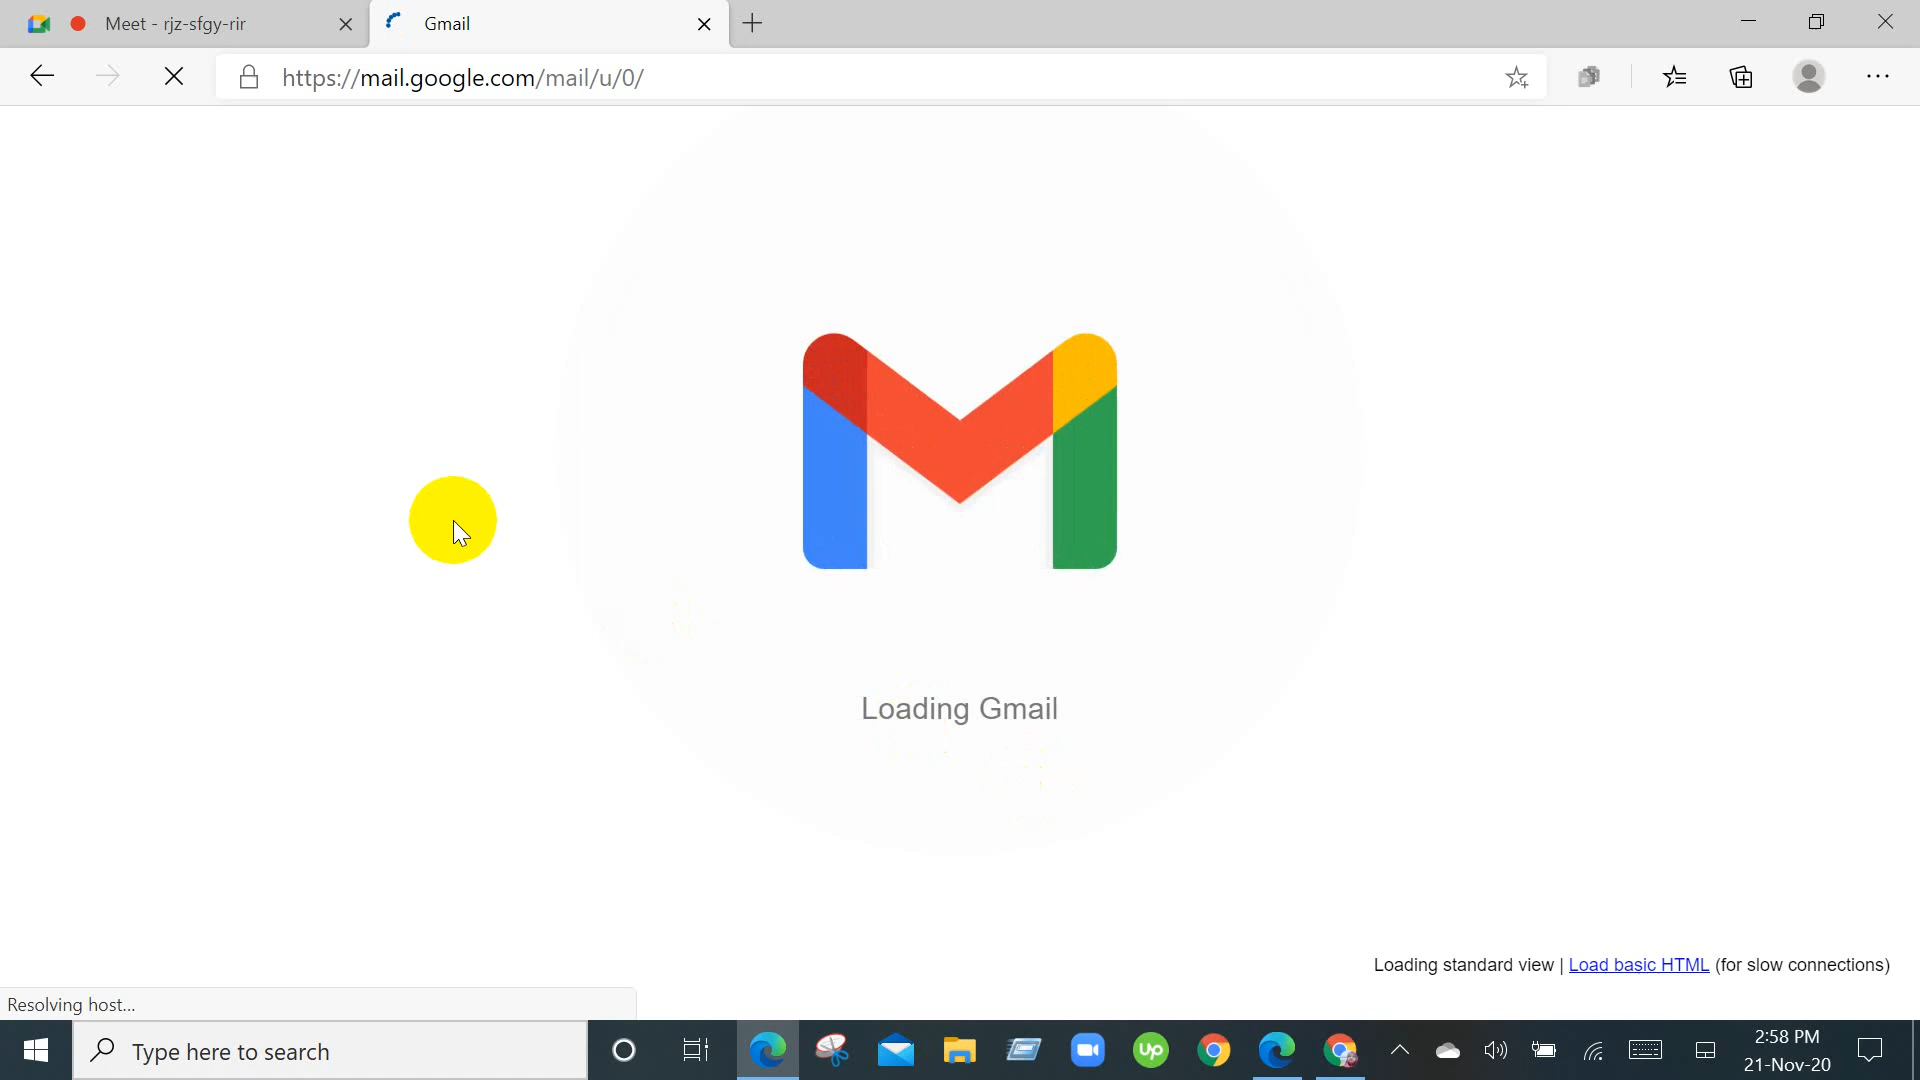 Meet - rjz-sfgy-rir
Gmail
https://mail.google.com/mail/u/0/
Loading Gmail
Loading standard view | Load basic HTML (for slow connections)
Resolving host...
Type here to search
up
2:58 PM
21-Nov-20